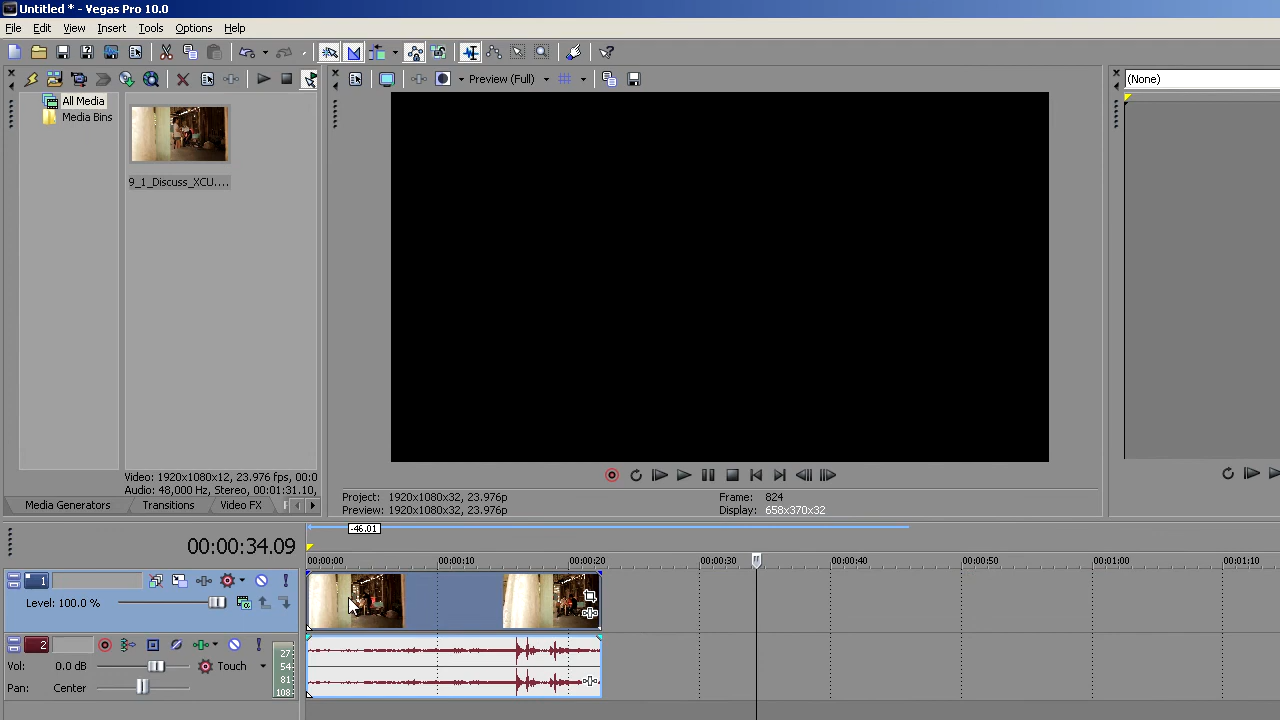 Untitled * - Vegas Pro 10.0
File Edit View Insert Tools Options Help
Preview (Full)
(None)
All Media
Media Bins
9_1_Discuss_XCU....
Video: 1920x1080x12, 23.976 fps, 00:0
Audio: 48,000 Hz, Stereo, 00:01:31.10,
Media Generators Transitions Video FX
Project: 1920x1080x32, 23.976p
Preview: 1920x1080x32, 23.976p
Frame: 824
Display: 658x370x32
-46.01
00:00:34.09
00:00:00 00:00:10 00:00:20 00:00:30 00:00:40 00:00:50 00:01:00 00:01:10
1
Level: 100.0 %
2
Vol: 0.0 dB Touch
Pan: Center
27
54
81
108